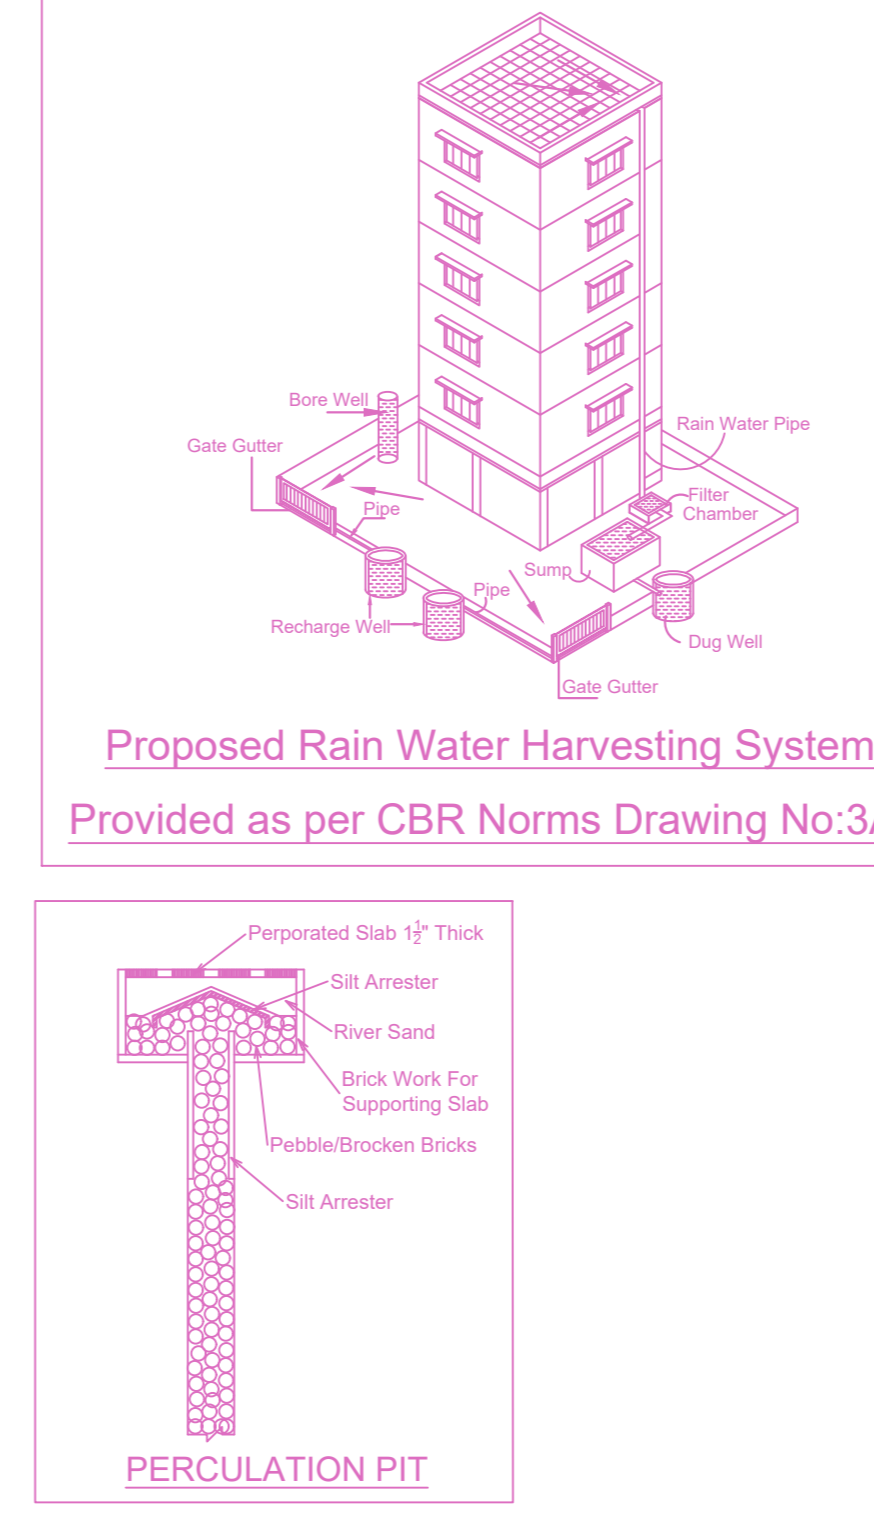 Bore Well
Gate Gutter
Rain Water Pipe
Filter
Chamber
Pipe
Sump
Pipe
Recharge Well
Dug Well
Gate Gutter
Proposed Rain Water Harvesting System
Provided as per CBR Norms Drawing No:3
Perporated Slab 1½" Thick
Silt Arrester
River Sand
Brick Work For
Supporting Slab
Pebble/Brocken Bricks
Silt Arrester
PERCULATION PIT